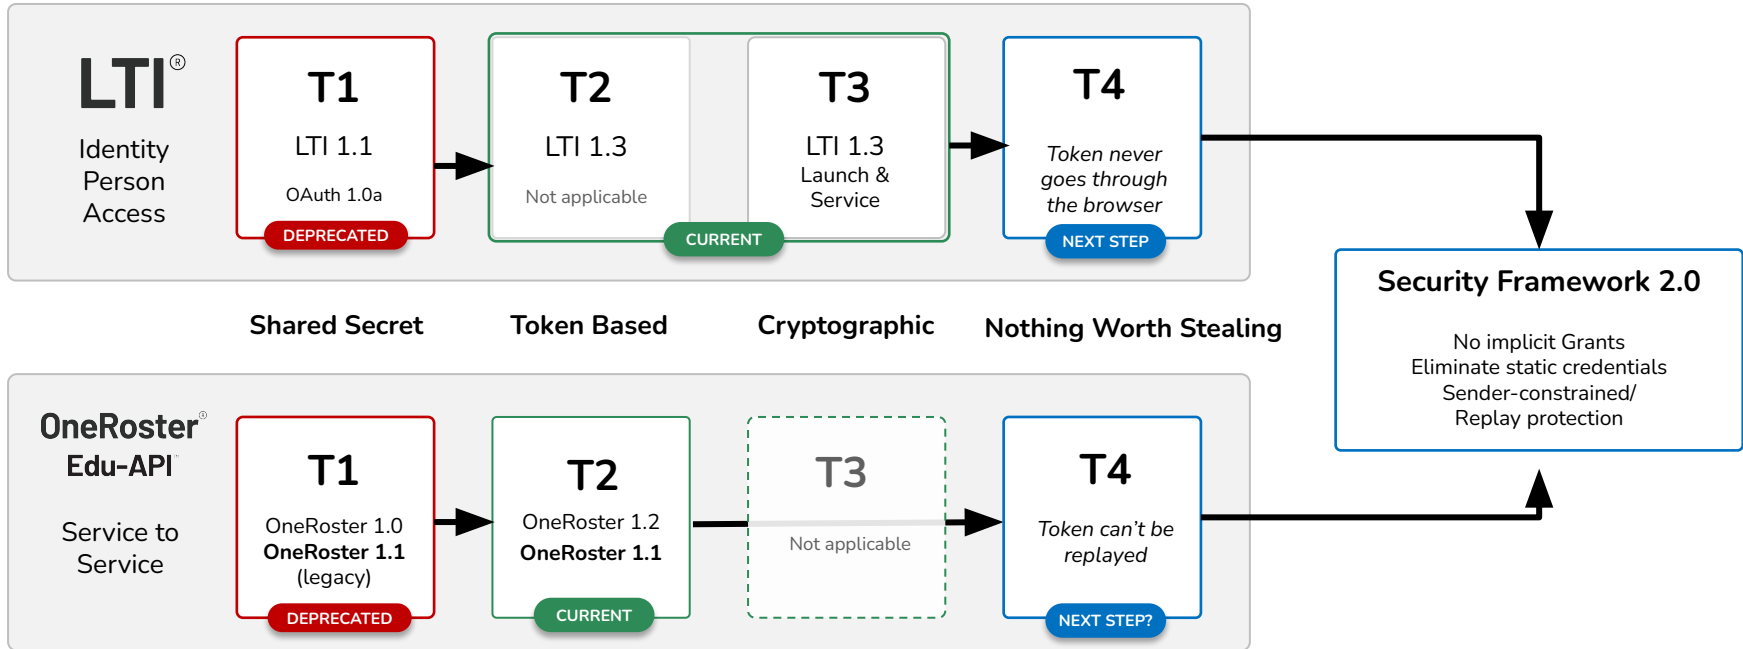 LTI®
Identity
Person
Access
T1
LTI 1.1
OAuth 1.0a
DEPRECATED
T2
LTI 1.3
Not applicable
T3
LTI 1.3
Launch &
Service
CURRENT
T4
Token never
goes through
the browser
NEXT STEP
Shared Secret
Token Based
Cryptographic
Nothing Worth Stealing
Security Framework 2.0
No implicit Grants
Eliminate static credentials
Sender-constrained/
Replay protection
OneRoster®
Edu-API
Service to
Service
T1
OneRoster 1.0
OneRoster 1.1
(legacy)
DEPRECATED
T2
OneRoster 1.2
OneRoster 1.1
CURRENT
T3
Not applicable
T4
Token can't be
replayed
NEXT STEP?